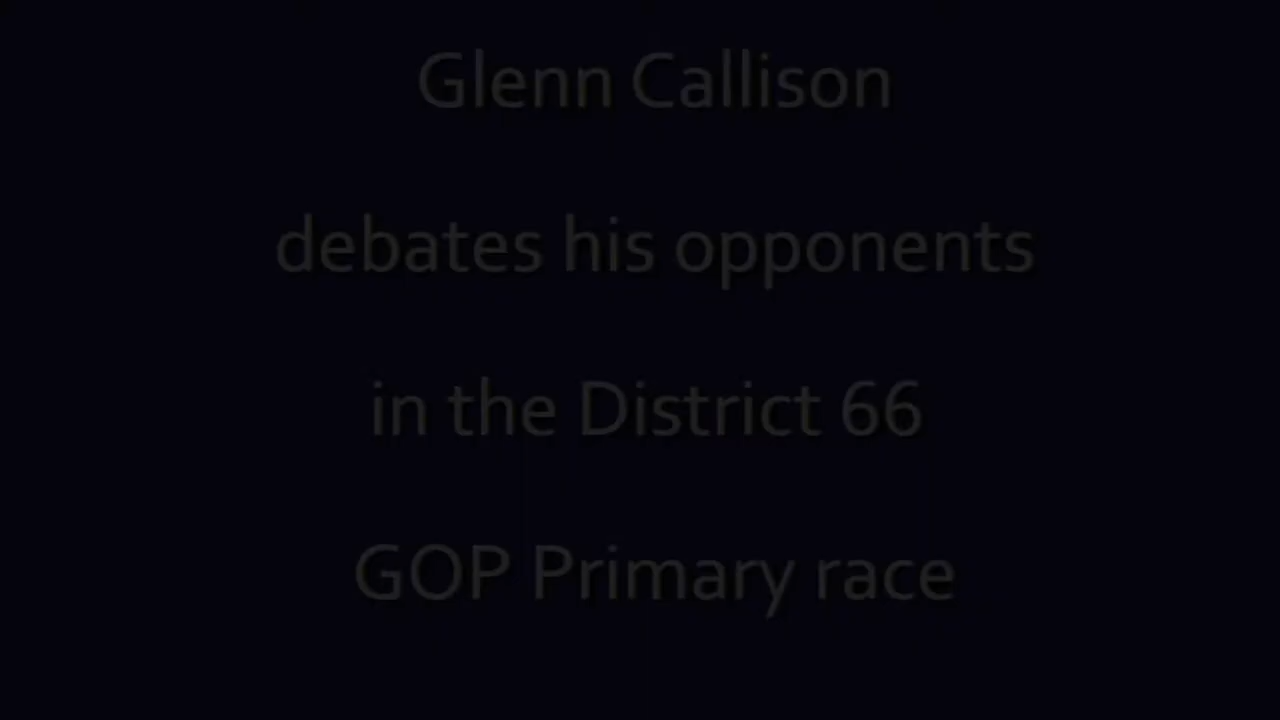 Glenn Callison
debates his opponents
in the District 66
GOP Primary race